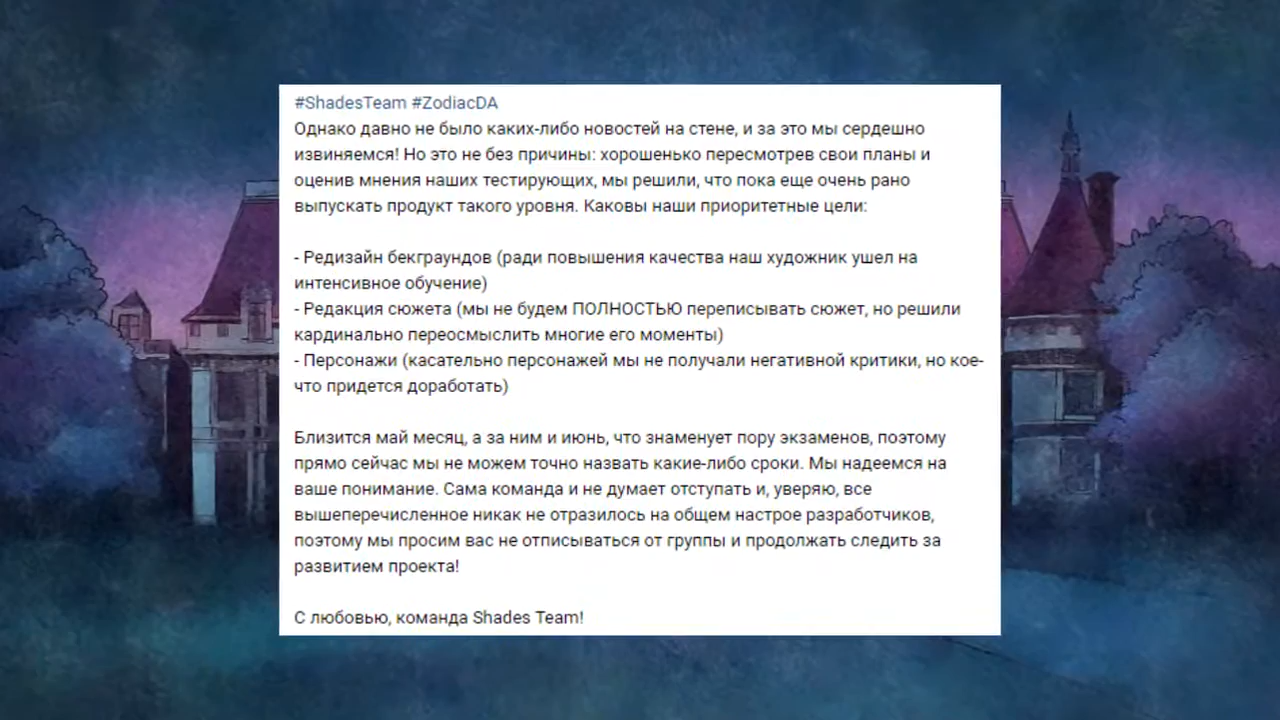 #ShadesTeam #ZodiacDA
Однако давно не было каких-либо новостей на стене, и за это мы сердешно
извиняемся! Но это не без причины: хорошенько пересмотрев свои планы и
оценив мнения наших тестирующих, мы решили, что пока еще очень рано
выпускать продукт такого уровня. Каковы наши приоритетные цели:
- Редизайн бекграундов (ради повышения качества наш художник ушел на
интенсивное обучение)
- Редакция сюжета (мы не будем ПОЛНОСТЬЮ переписывать сюжет, но решили
кардинально переосмыслить многие его моменты)
- Персонажи (касательно персонажей мы не получали негативной критики, но кое-
что придется доработать)
Близится май месяц, а за ним и июнь, что знаменует пору экзаменов, поэтому
прямо сейчас мы не можем точно назвать какие-либо сроки. Мы надеемся на
ваше понимание. Сама команда и не думает отступать и, уверяю, все
вышеперечисленное никак не отразилось на общем настрое разработчиков,
поэтому мы просим вас не отписываться от группы и продолжать следить за
развитием проекта!
С любовью, команда Shades Team!